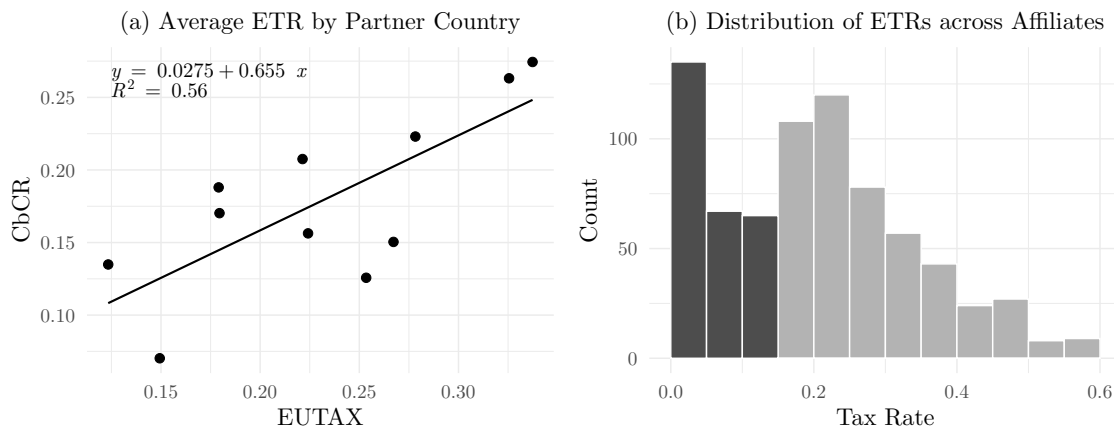 (a) Average ETR by Partner Country
y = 0.0275 + 0.655 x
R² = 0.56
0.25
0.20
0.15
0.10
CbCR
0.15 0.20 0.25 0.30
EUTAX
(b) Distribution of ETRs across Affiliates
100
50
0
Count
0.0 0.2 0.4 0.6
Tax Rate